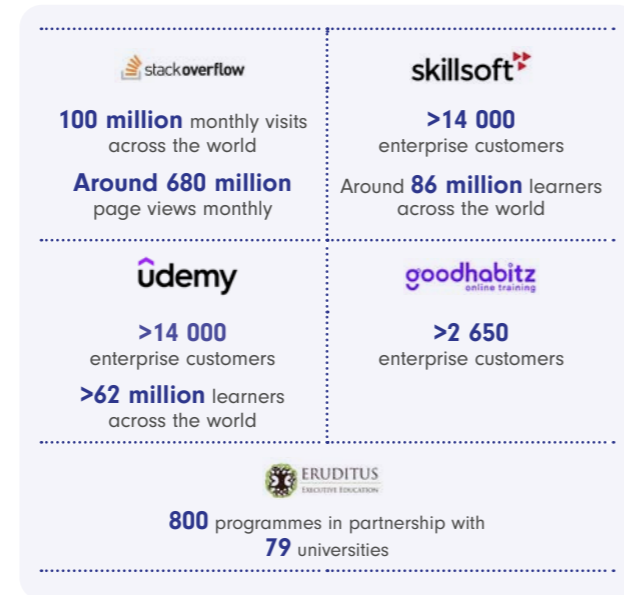 stackoverflow
100 million monthly visits
across the world
Around 680 million
page views monthly
skillsoft
>14 000
enterprise customers
Around 86 million learners
across the world
udemy
>14 000
enterprise customers
>62 million learners
across the world
goodhabitz
online training
>2 650
enterprise customers
ERUDITUS
EXECUTIVE EDUCATION
800 programmes in partnership with
79 universities